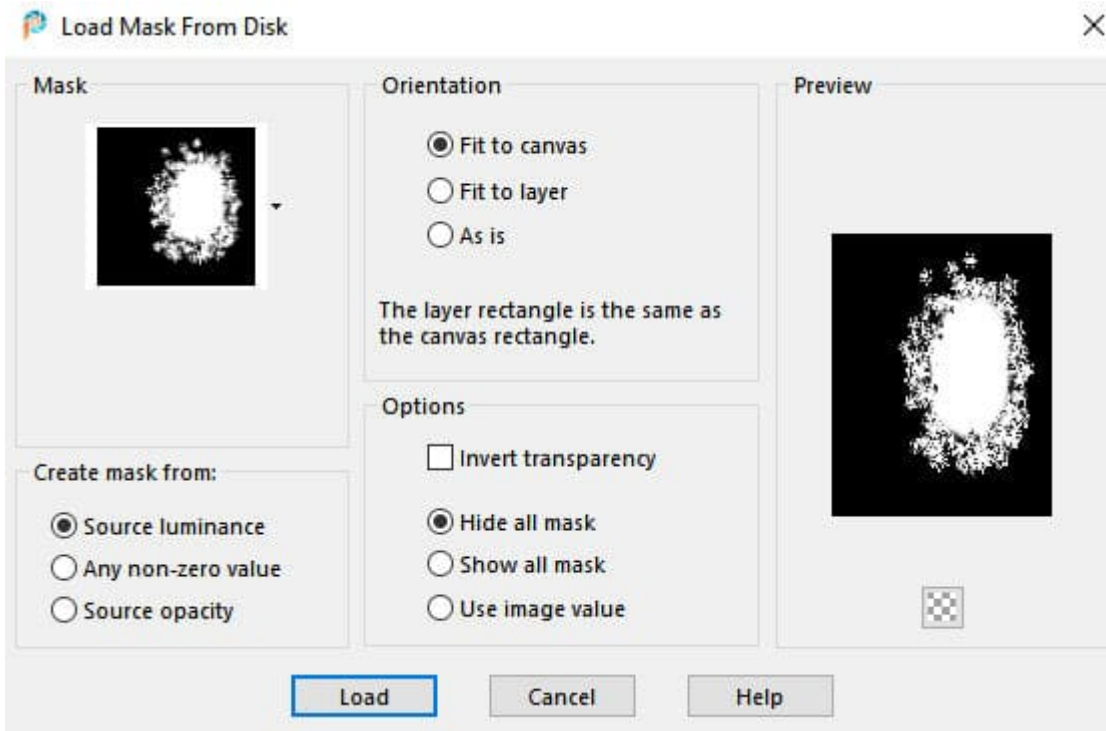 Load Mask From Disk
Mask
Orientation
Fit to canvas
Fit to layer
As is
The layer rectangle is the same as
the canvas rectangle.
Preview
Create mask from:
Source luminance
Any non-zero value
Source opacity
Options
Invert transparency
Hide all mask
Show all mask
Use image value
Load
Cancel
Help